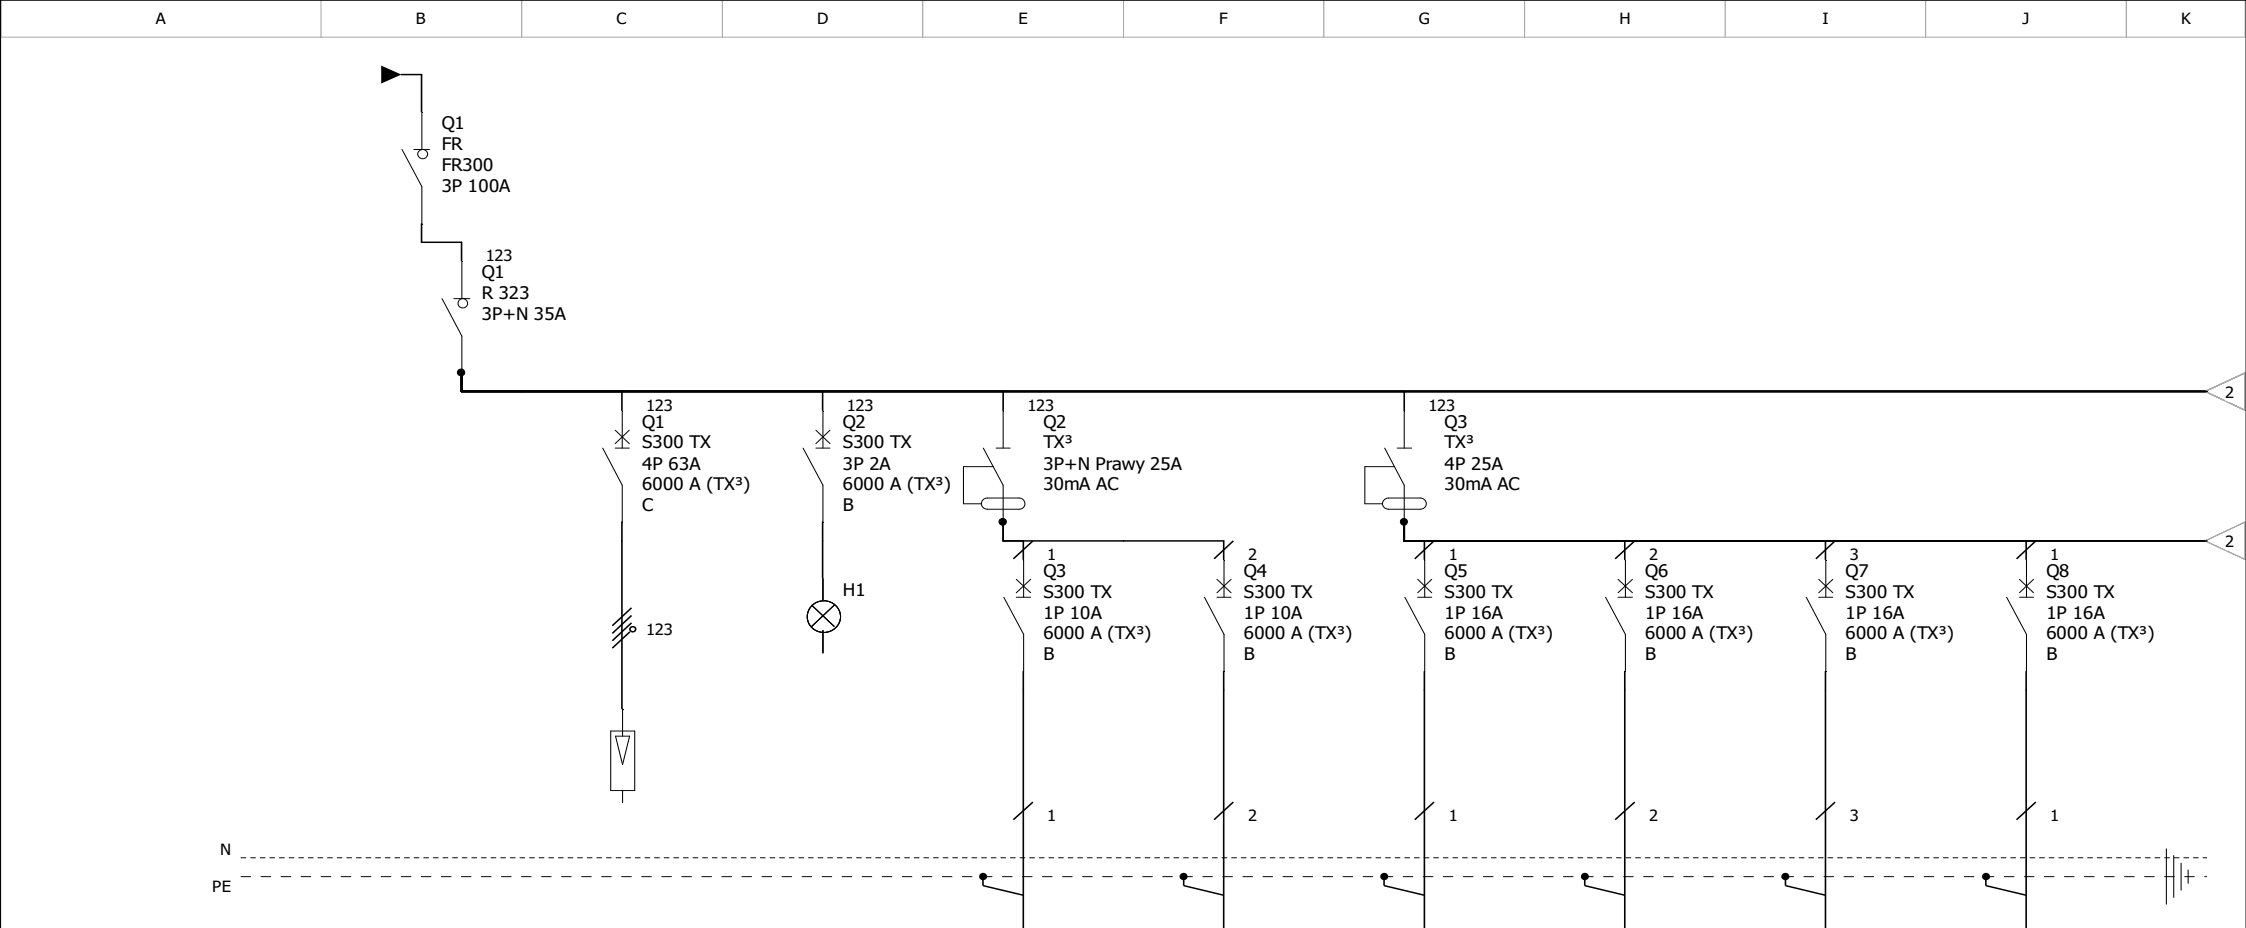 A
B
C
D
E
F
G
H
I
J
K
Q1
FR
FR300
3P 100A
123
Q1
R 323
3P+N 35A
2
123
Q1
S300 TX
4P 63A
6000 A (TX³)
C
123
Q2
S300 TX
3P 2A
6000 A (TX³)
B
123
Q2
TX³
3P+N Prawy 25A
30mA AC
123
Q3
TX³
4P 25A
30mA AC
2
1
Q3
S300 TX
1P 10A
6000 A (TX³)
B
2
Q4
S300 TX
1P 10A
6000 A (TX³)
B
1
Q5
S300 TX
1P 16A
6000 A (TX³)
B
2
Q6
S300 TX
1P 16A
6000 A (TX³)
B
3
Q7
S300 TX
1P 16A
6000 A (TX³)
B
1
Q8
S300 TX
1P 16A
6000 A (TX³)
B
H1
123
1
2
1
2
3
1
N
PE